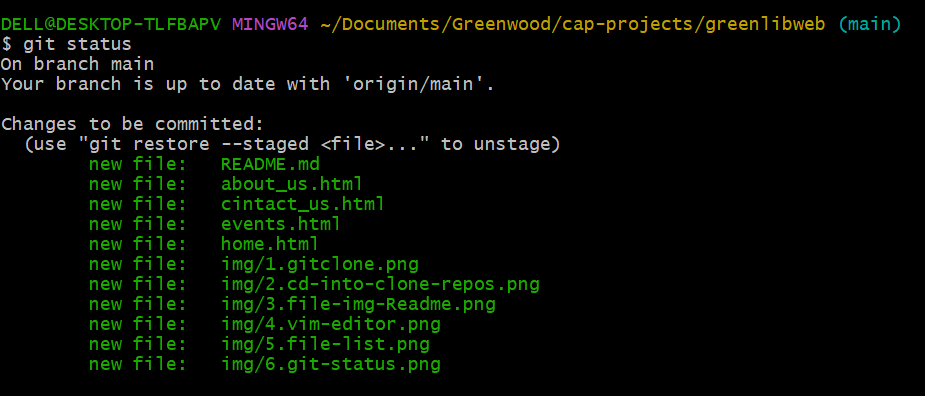 DELL@DESKTOP-TLFBAPV MINGW64 ~/Documents/Greenwood/cap-projects/greenlibweb (main)
$ git status
On branch main
Your branch is up to date with 'origin/main'.
Changes to be committed:
  (use "git restore --staged <file>..." to unstage)
        new file:   README.md
        new file:   about_us.html
        new file:   cintact_us.html
        new file:   events.html
        new file:   home.html
        new file:   img/1.gitclone.png
        new file:   img/2.cd-into-clone-repos.png
        new file:   img/3.file-img-Readme.png
        new file:   img/4.vim-editor.png
        new file:   img/5.file-list.png
        new file:   img/6.git-status.png